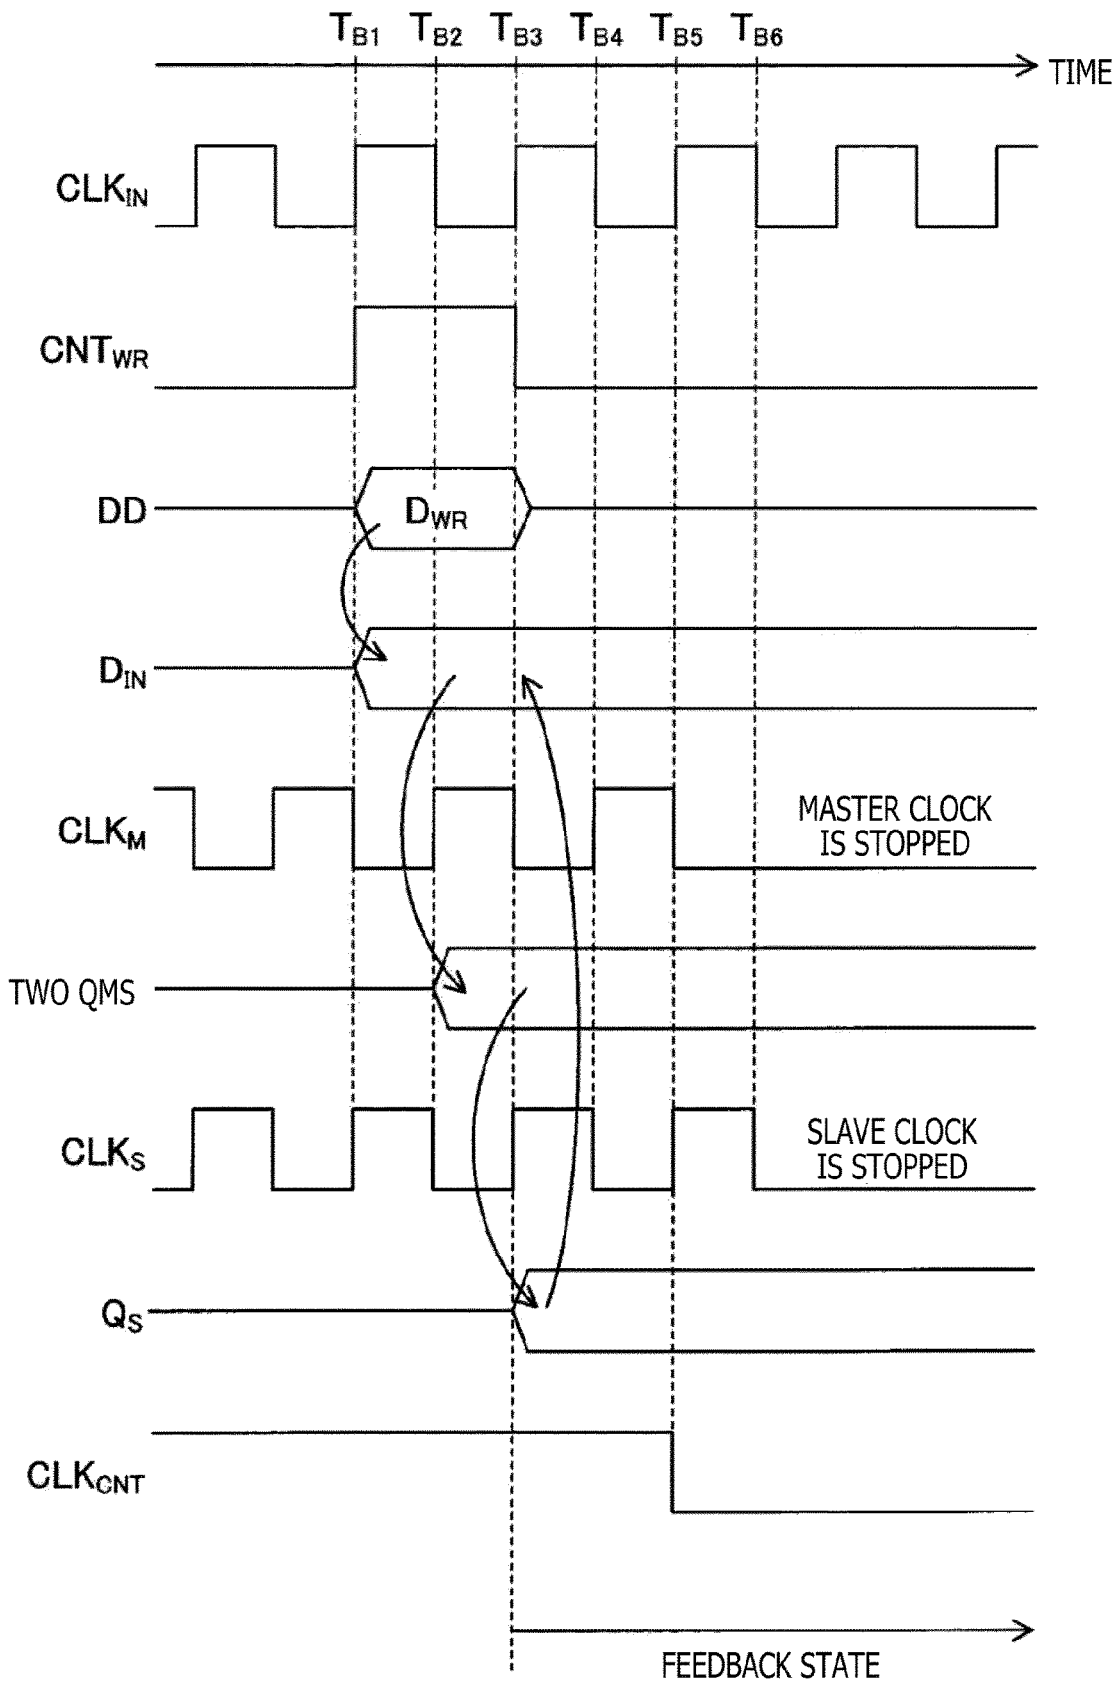 TB1 TB2 TB3 TB4 TB5 TB6
TIME
CLKIN
CNTWR
DD
DWR
DIN
CLKM
MASTER CLOCK
IS STOPPED
TWO QMS
CLKS
SLAVE CLOCK
IS STOPPED
QS
CLKCNT
FEEDBACK STATE